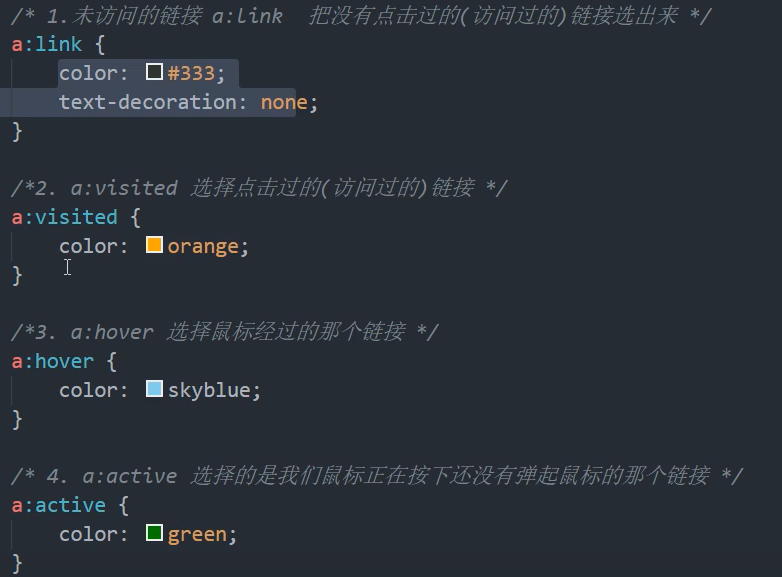 /* 1.未访问的链接 a:link  把没有点击过的(访问过的)链接选出来 */
a:link {
    color: #333;
    text-decoration: none;
}
/*2. a:visited 选择点击过的(访问过的)链接 */
a:visited {
    color: orange;
}
/*3. a:hover 选择鼠标经过的那个链接 */
a:hover {
    color: skyblue;
}
/* 4. a:active 选择的是我们鼠标正在按下还没有弹起鼠标的那个链接 */
a:active {
    color: green;
}